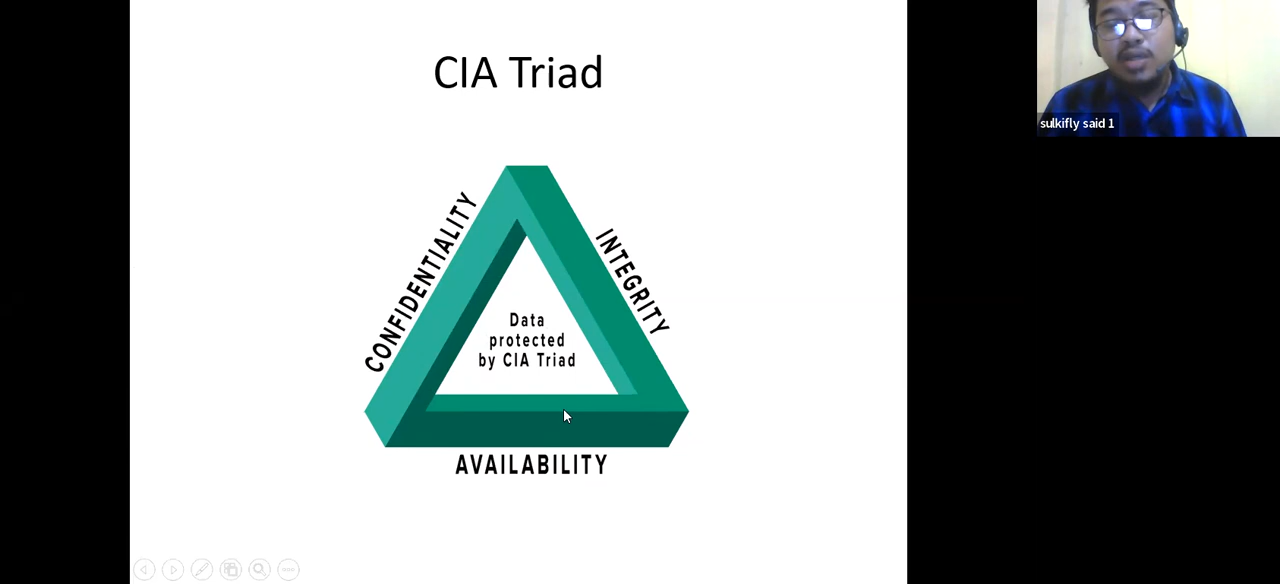 CIA Triad
sulkifly said 1
CONFIDENTIALITY
INTEGRITY
Data
protected
by CIA Triad
AVAILABILITY